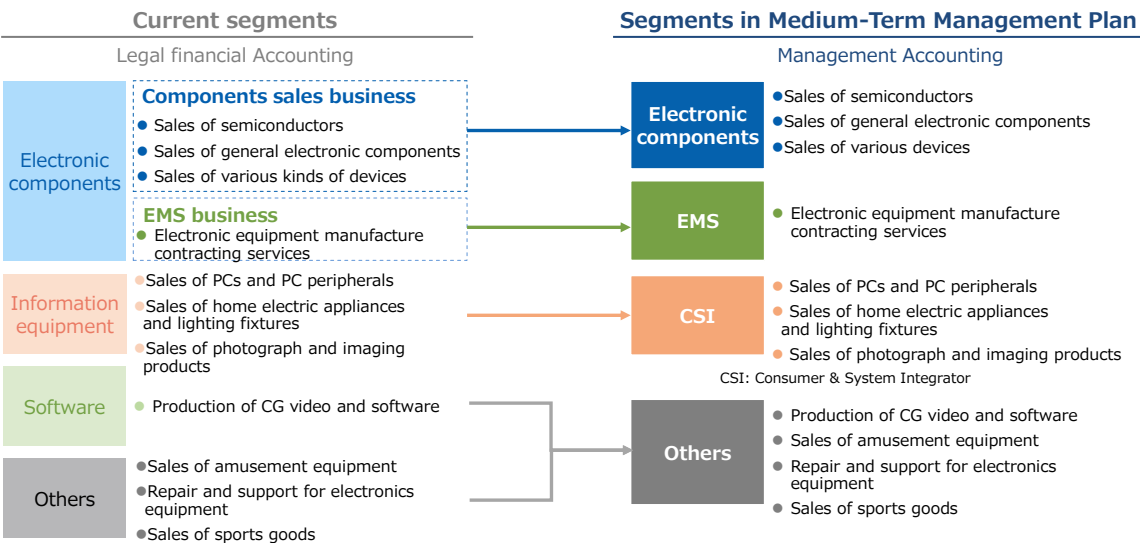 Current segments
Legal financial Accounting
Electronic
components
Components sales business
● Sales of semiconductors
● Sales of general electronic components
● Sales of various kinds of devices
EMS business
● Electronic equipment manufacture
contracting services
Information
equipment
●Sales of PCs and PC peripherals
●Sales of home electric appliances
and lighting fixtures
●Sales of photograph and imaging
products
Software
● Production of CG video and software
Others
●Sales of amusement equipment
●Repair and support for electronics
equipment
●Sales of sports goods
Segments in Medium-Term Management Plan
Management Accounting
Electronic
components
●Sales of semiconductors
●Sales of general electronic components
●Sales of various devices
EMS
● Electronic equipment manufacture
contracting services
CSI
● Sales of PCs and PC peripherals
● Sales of home electric appliances
and lighting fixtures
● Sales of photograph and imaging products
CSI: Consumer & System Integrator
Others
● Production of CG video and software
● Sales of amusement equipment
● Repair and support for electronics
equipment
● Sales of sports goods